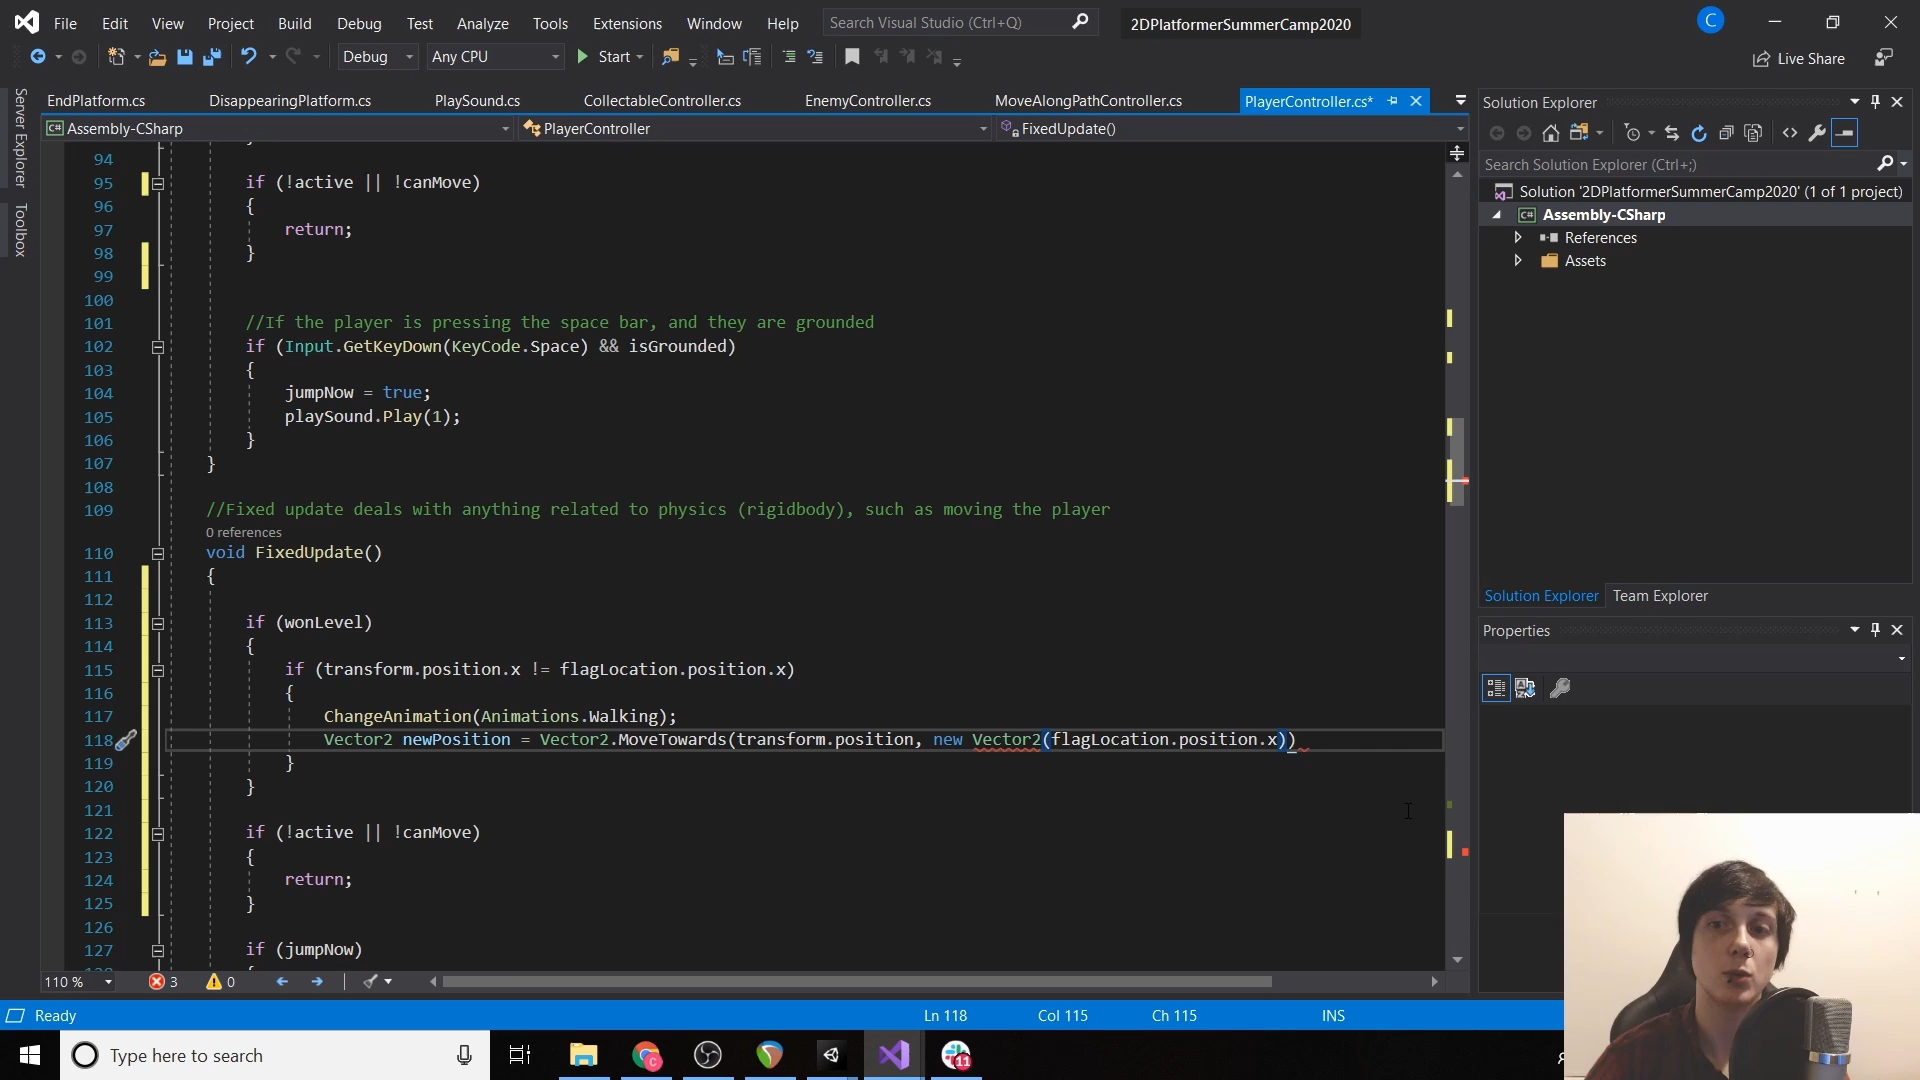 File Edit View Project Build Debug Test Analyze Tools Extensions Window Help Search Visual Studio (Ctrl+Q) 2DPlatformerSummerCamp2020 C
Debug Any CPU Start Live Share
EndPlatform.cs DisappearingPlatform.cs PlaySound.cs CollectableController.cs EnemyController.cs MoveAlongPathController.cs PlayerController.cs*
C# Assembly-CSharp PlayerController FixedUpdate()
Server Explorer
Toolbox
94
95 if (!active || !canMove)
96 {
97 return;
98 }
99
100
101 //If the player is pressing the space bar, and they are grounded
102 if (Input.GetKeyDown(KeyCode.Space) && isGrounded)
103 {
104 jumpNow = true;
105 playSound.Play(1);
106 }
107 }
108
109 //Fixed update deals with anything related to physics (rigidbody), such as moving the player
0 references
110 void FixedUpdate()
111 {
112
113 if (wonLevel)
114 {
115 if (transform.position.x != flagLocation.position.x)
116 {
117 ChangeAnimation(Animations.Walking);
118 Vector2 newPosition = Vector2.MoveTowards(transform.position, new Vector2(flagLocation.position.x))
119 }
120 }
121
122 if (!active || !canMove)
123 {
124 return;
125 }
126
127 if (jumpNow)
110 % 3 0
Solution Explorer
Search Solution Explorer (Ctrl+;)
Solution '2DPlatformerSummerCamp2020' (1 of 1 project)
C# Assembly-CSharp
References
Assets
Solution Explorer Team Explorer
Properties
Ready Ln 118 Col 115 Ch 115 INS
Type here to search
11